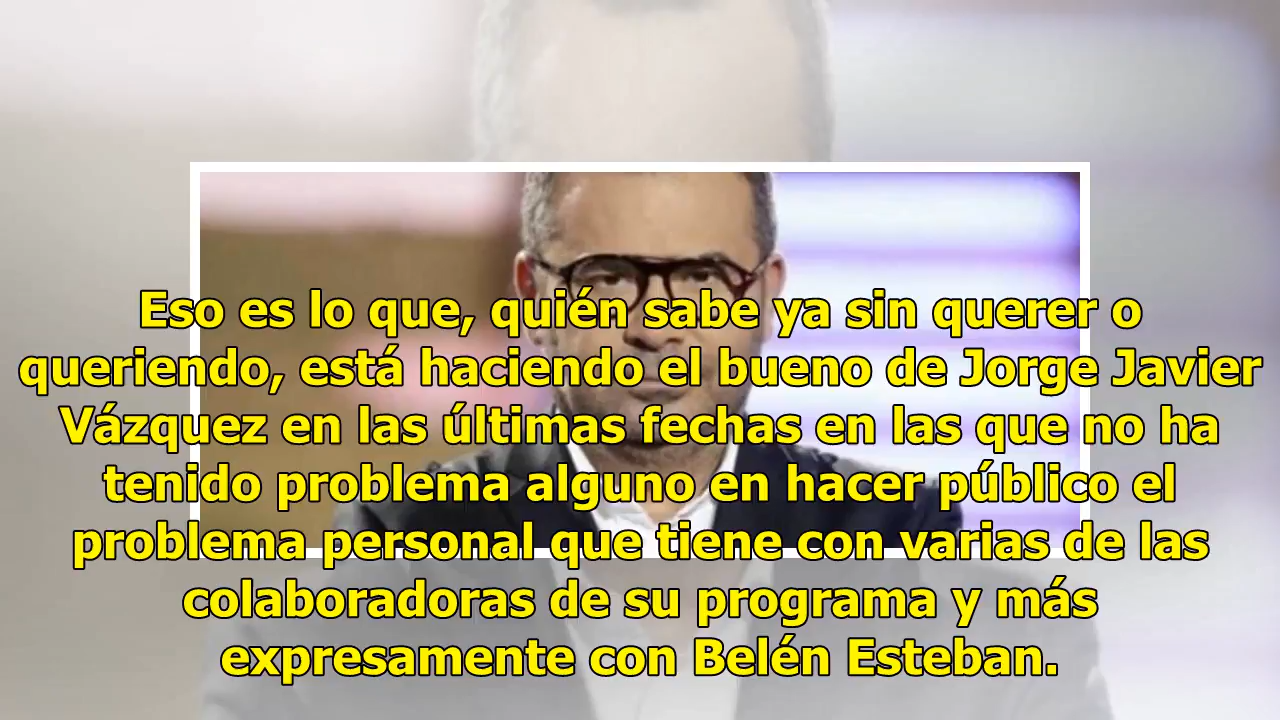 Eso es lo que, quién sabe ya sin querer o
queriendo, está haciendo el bueno de Jorge Javier
Vázquez en las últimas fechas en las que no ha
tenido problema alguno en hacer público el
problema personal que tiene con varias de las
colaboradoras de su programa y más
expresamente con Belén Esteban.